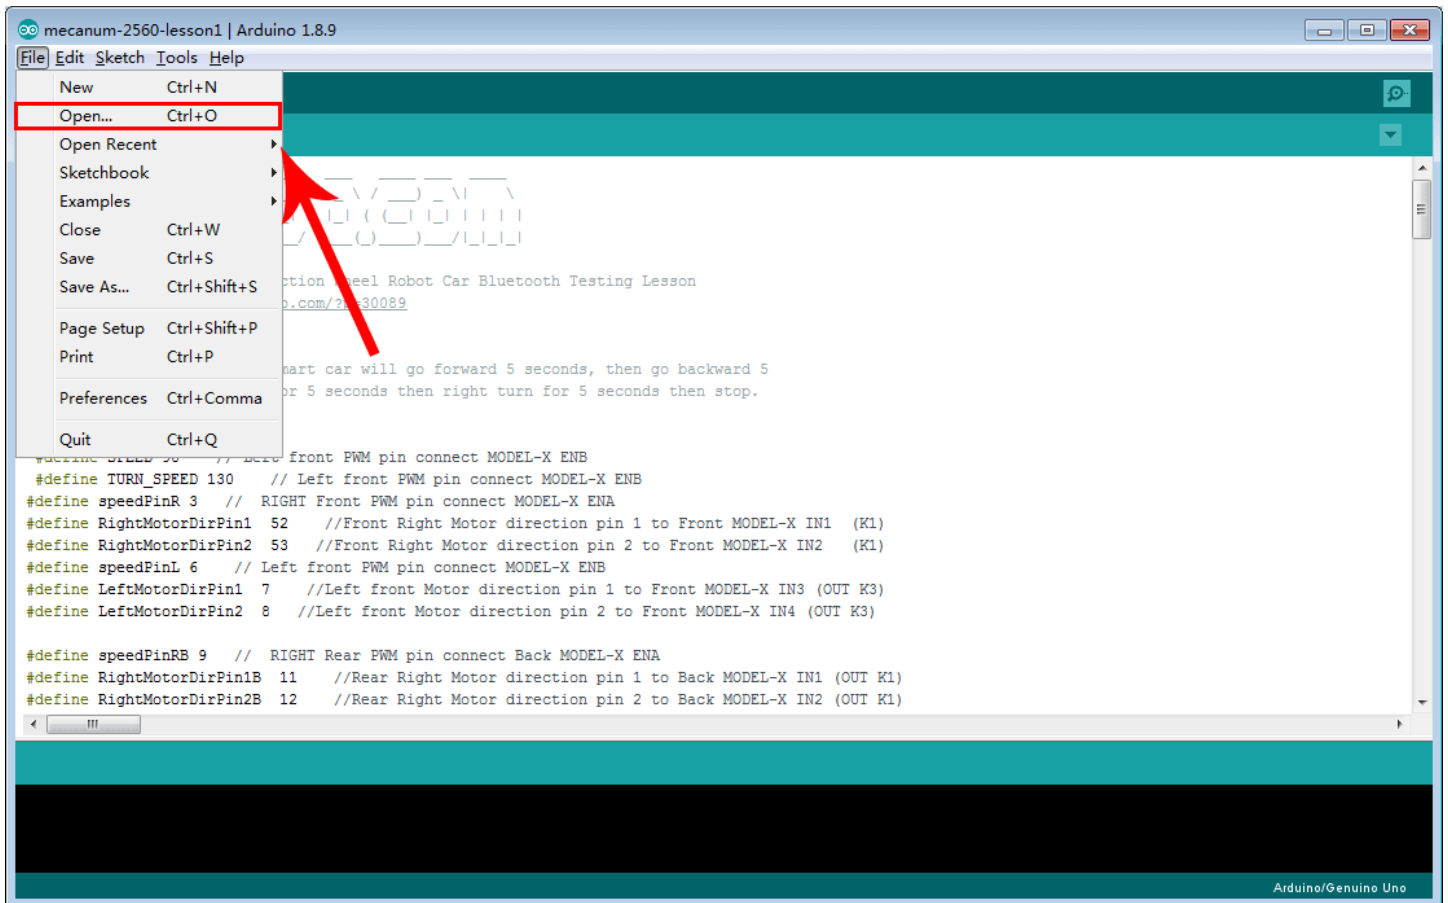 mecanum-2560-lesson1 | Arduino 1.8.9
File Edit Sketch Tools Help
New Ctrl+N
Open... Ctrl+O
Open Recent
Sketchbook
Examples
Close Ctrl+W
Save Ctrl+S
Save As... Ctrl+Shift+S
Page Setup Ctrl+Shift+P
Print Ctrl+P
Preferences Ctrl+Comma
Quit Ctrl+Q
Robot Car Bluetooth Testing Lesson
30089
car will go forward 5 seconds, then go backward 5
5 seconds then right turn for 5 seconds then stop.
front PWM pin connect MODEL-X ENB
#define TURN_SPEED 130 // Left front PWM pin connect MODEL-X ENB
#define speedPinR 3 // RIGHT Front PWM pin connect MODEL-X ENA
#define RightMotorDirPin1 52 //Front Right Motor direction pin 1 to Front MODEL-X IN1 (K1)
#define RightMotorDirPin2 53 //Front Right Motor direction pin 2 to Front MODEL-X IN2 (K1)
#define speedPinL 6 // Left front PWM pin connect MODEL-X ENB
#define LeftMotorDirPin1 7 //Left front Motor direction pin 1 to Front MODEL-X IN3 (OUT K3)
#define LeftMotorDirPin2 8 //Left front Motor direction pin 2 to Front MODEL-X IN4 (OUT K3)
#define speedPinRB 9 // RIGHT Rear PWM pin connect Back MODEL-X ENA
#define RightMotorDirPin1B 11 //Rear Right Motor direction pin 1 to Back MODEL-X IN1 (OUT K1)
#define RightMotorDirPin2B 12 //Rear Right Motor direction pin 2 to Back MODEL-X IN2 (OUT K1)
Arduino/Genuino Uno